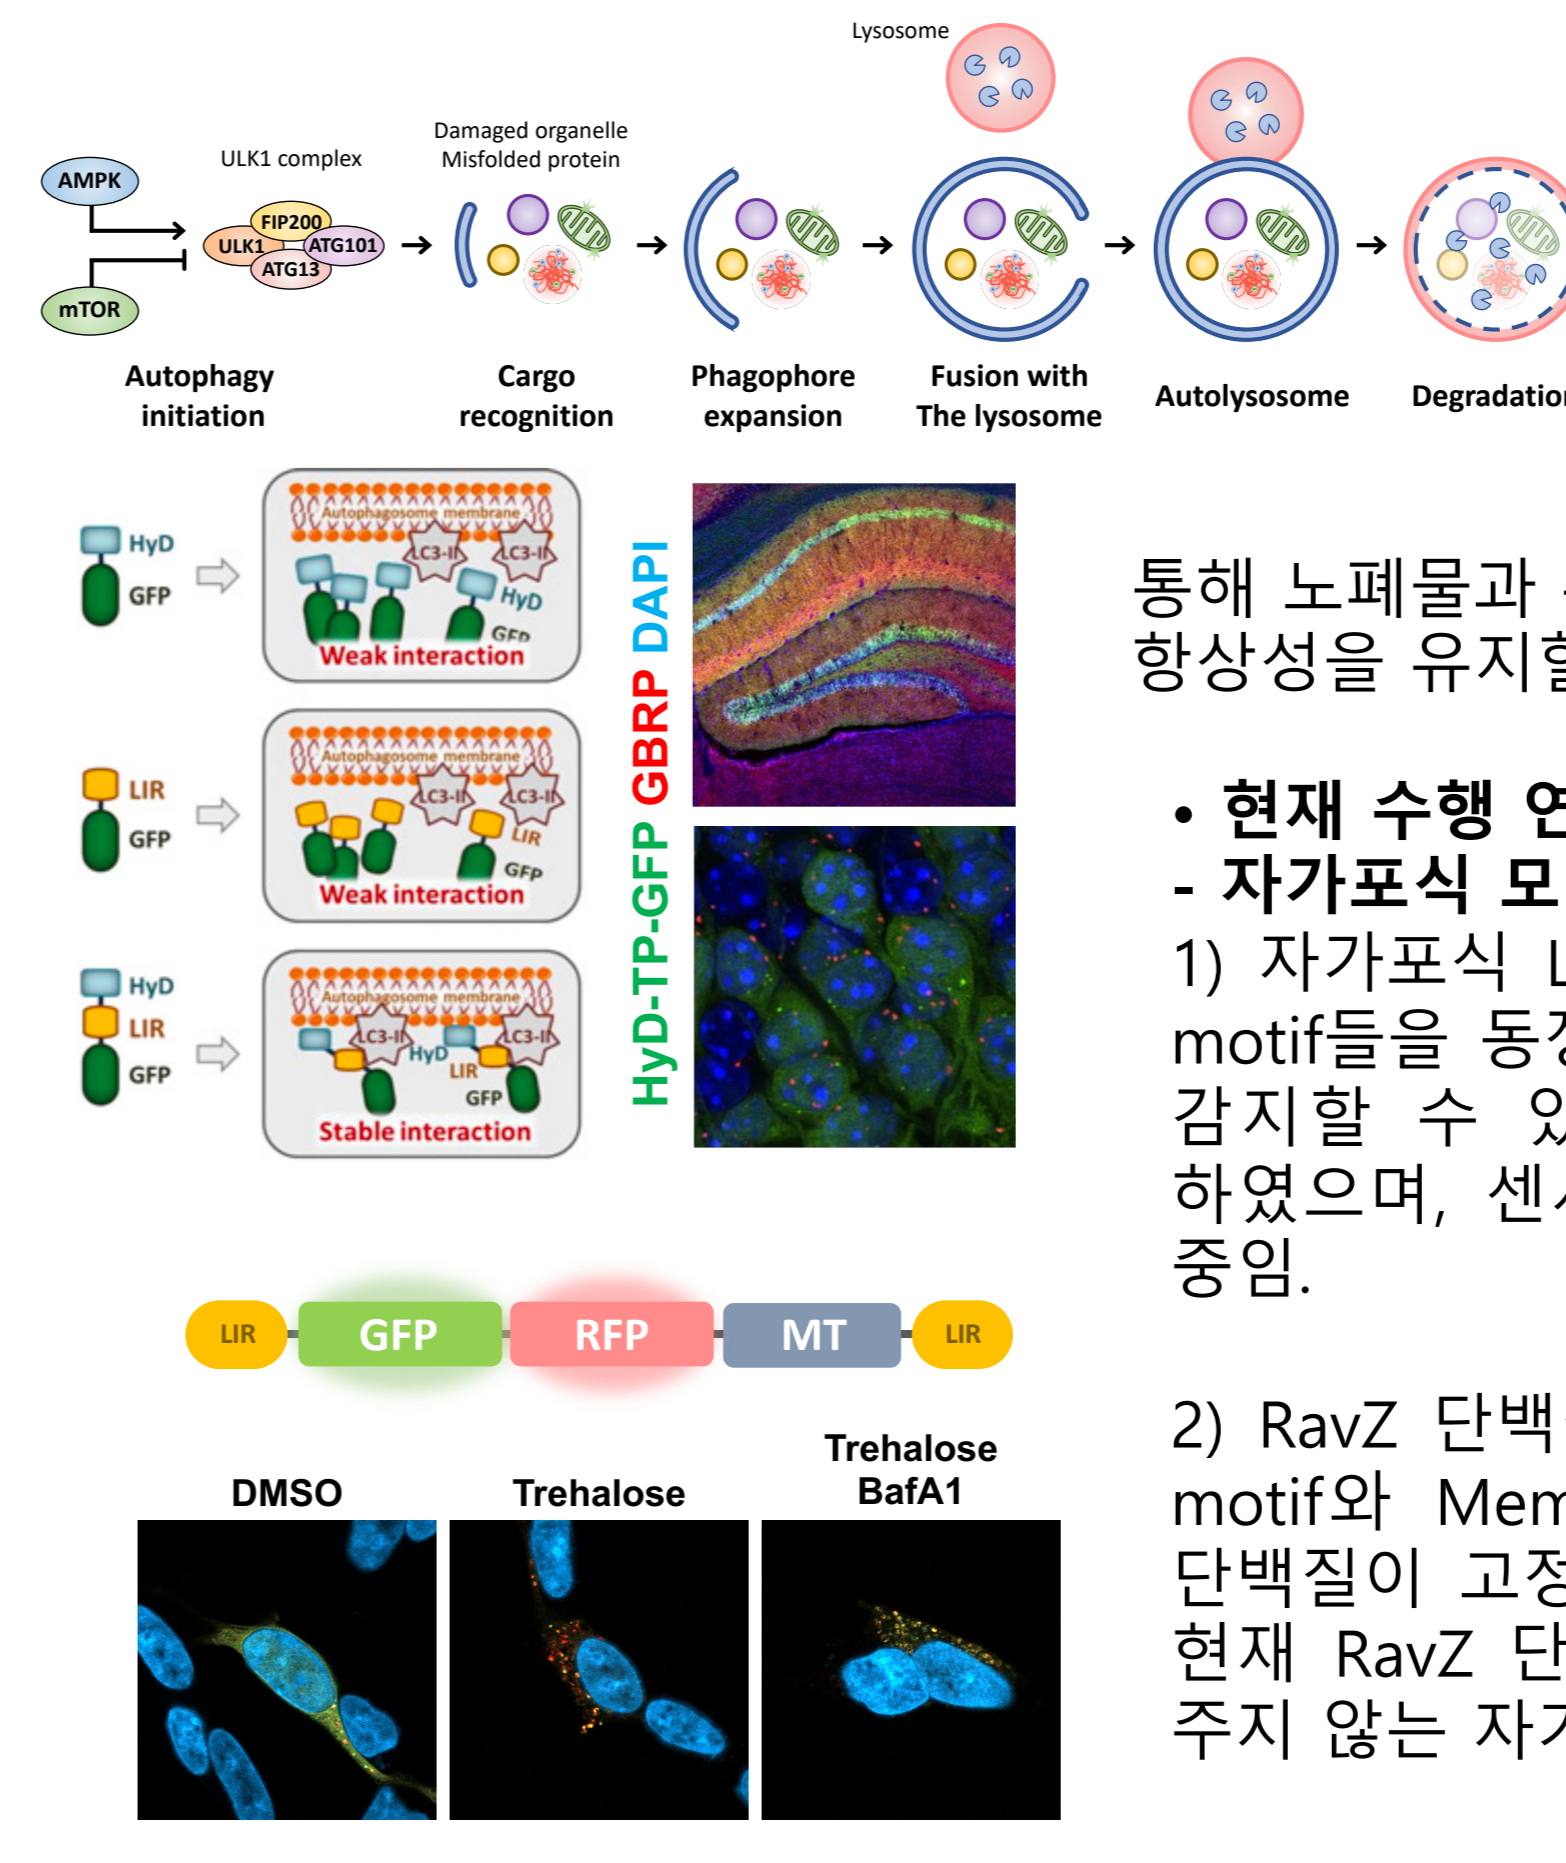 Lysosome
Damaged organelle
Misfolded protein
ULK1 complex
AMPK
FIP200
ULK1
ATG101
ATG13
mTOR
Autophagy
initiation
Cargo
recognition
Phagophore
expansion
Fusion with
The lysosome
Autolysosome
Degradation
HyD
GFP
Autophagosome membrane
LC3-II
LC3-II
HyD
GFP
Weak interaction
LIR
GFP
Autophagosome membrane
LC3-II
LC3-II
LIR
GFP
Weak interaction
HyD
LIR
GFP
Autophagosome membrane
LC3-II
LC3-II
HyD
LIR
GFP
Stable interaction
HyD-TP-GFP GBRP DAPI
LIR
GFP
RFP
MT
LIR
DMSO
Trehalose
Trehalose
BafA1
통해 노폐물과
항상성을 유지할
• 현재 수행
- 자가포식 모
1) 자가포식
motif들을
감지할 수
하였으며,
중임.
2) RavZ 단백
motif와 Mem
단백질이 고정
현재 RavZ 단
주지 않는